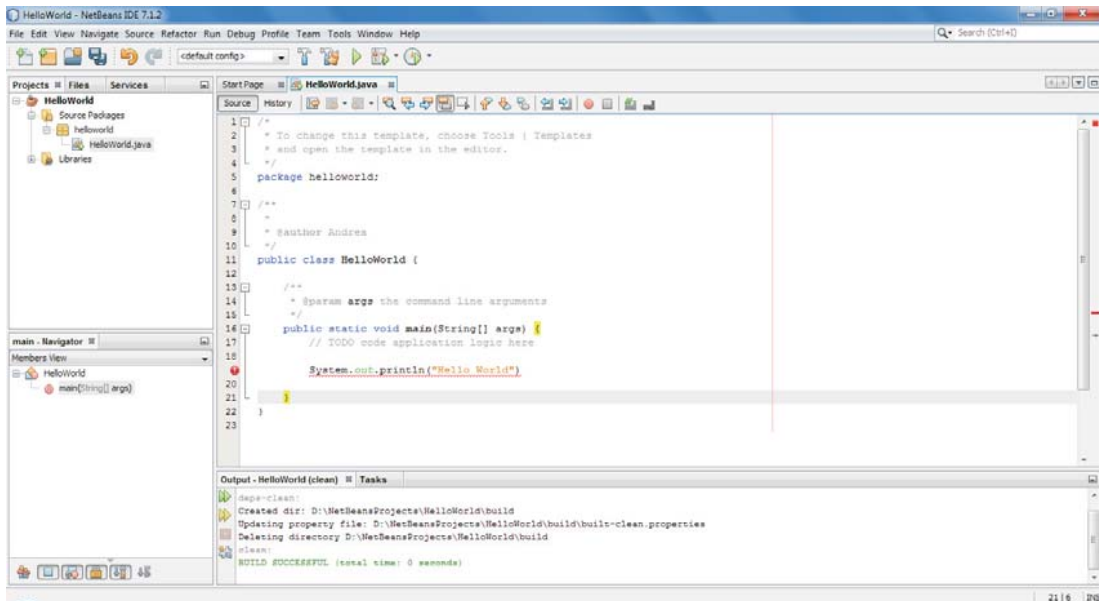 HelloWorld - NetBeans IDE 7.1.2
File Edit View Navigate Source Refactor Run Debug Profile Team Tools Window Help
Search (Ctrl+I)
<default config>
Projects Files Services
Start Page HelloWorld.java
HelloWorld
Source Packages
helloworld
HelloWorld.java
Libraries
Source History
1 /*
2 * To change this template, choose Tools | Templates
3 * and open the template in the editor.
4 */
5 package helloworld;
6
7 /**
8 *
9 * @author Andrea
10 */
11 public class HelloWorld {
12
13 /**
14 * @param args the command line arguments
15 */
16 public static void main(String[] args) {
17 // TODO code application logic here
18
System.out.println("Hello World")
20
21 }
22 }
23
main - Navigator
Members View
HelloWorld
main(String[] args)
Output - HelloWorld (clean) Tasks
deps-clean:
Created dir: D:\NetBeansProjects\HelloWorld\build
Updating property file: D:\NetBeansProjects\HelloWorld\build\built-clean.properties
Deleting directory D:\NetBeansProjects\HelloWorld\build
clean:
BUILD SUCCESSFUL (total time: 0 seconds)
21|6 INS